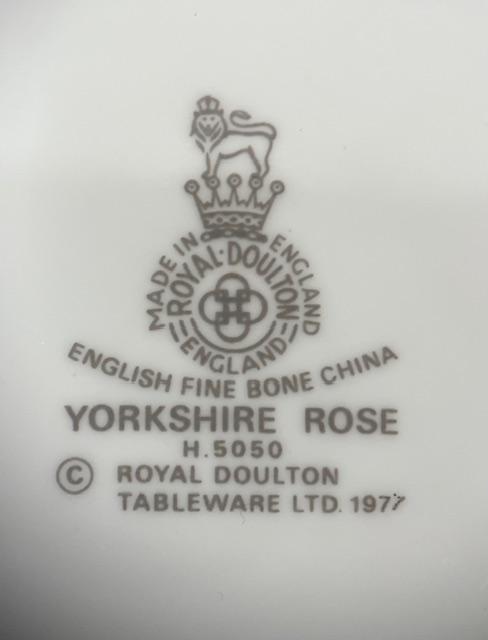 MADE IN ENGLAND
ROYAL·DOULTON
ENGLAND
ENGLISH FINE BONE CHINA
YORKSHIRE ROSE
H.5050
© ROYAL DOULTON
TABLEWARE LTD. 1977